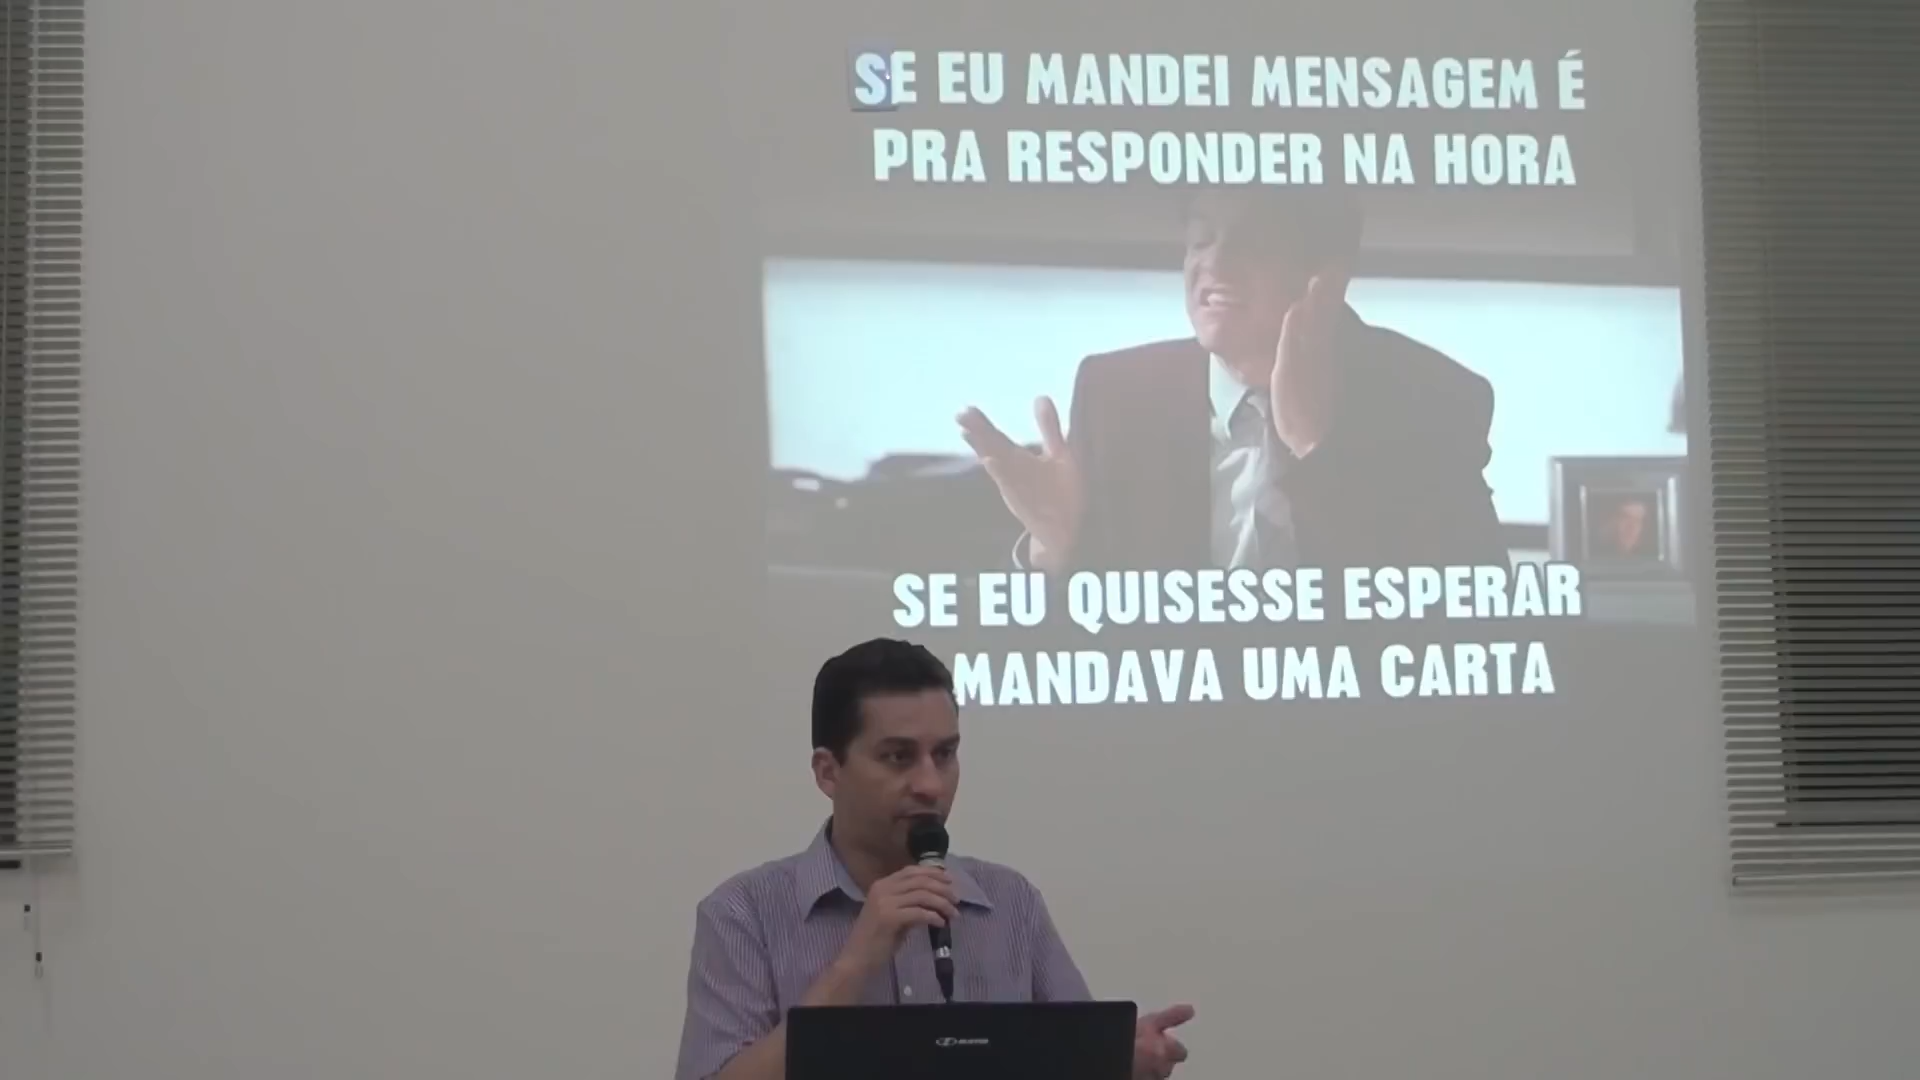 SE EU MANDEI MENSAGEM É
PRA RESPONDER NA HORA
SE EU QUISESSE ESPERAR
MANDAVA UMA CARTA